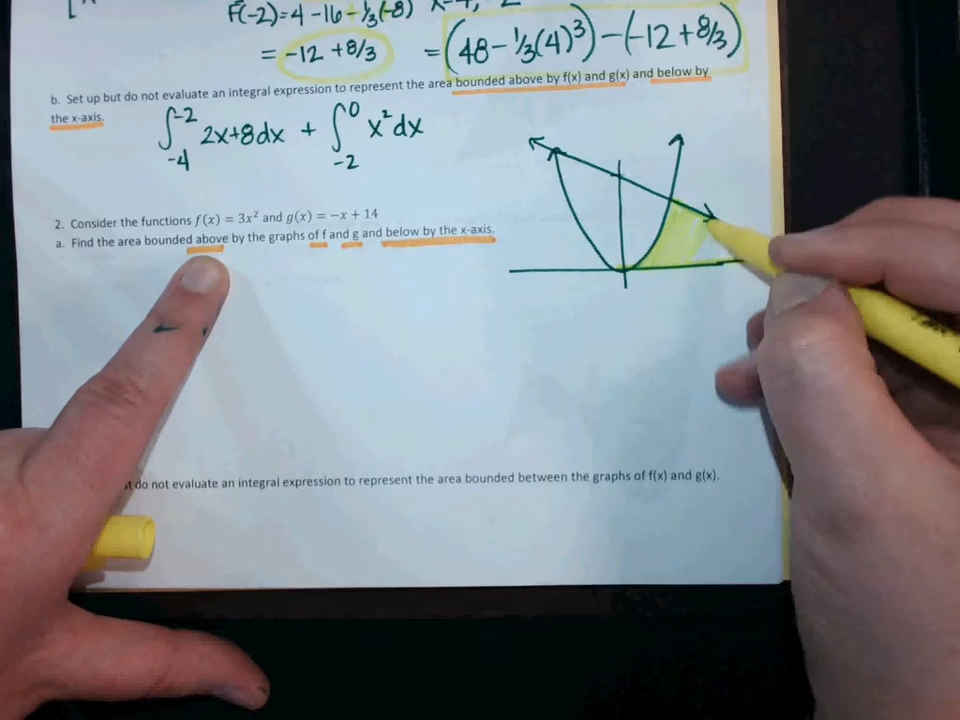 F(-2)=4-16-⅓(-8)
= -12 + 8/3 = (48 - ⅓(4)³) - (-12 + 8/3)
b. Set up but do not evaluate an integral expression to represent the area bounded above by f(x) and g(x) and below by
the x-axis.
∫₋₄⁻² 2x+8dx + ∫₋₂⁰ x²dx
2. Consider the functions f(x) = 3x² and g(x) = −x + 14
a. Find the area bounded above by the graphs of f and g and below by the x-axis.
do not evaluate an integral expression to represent the area bounded between the graphs of f(x) and g(x).